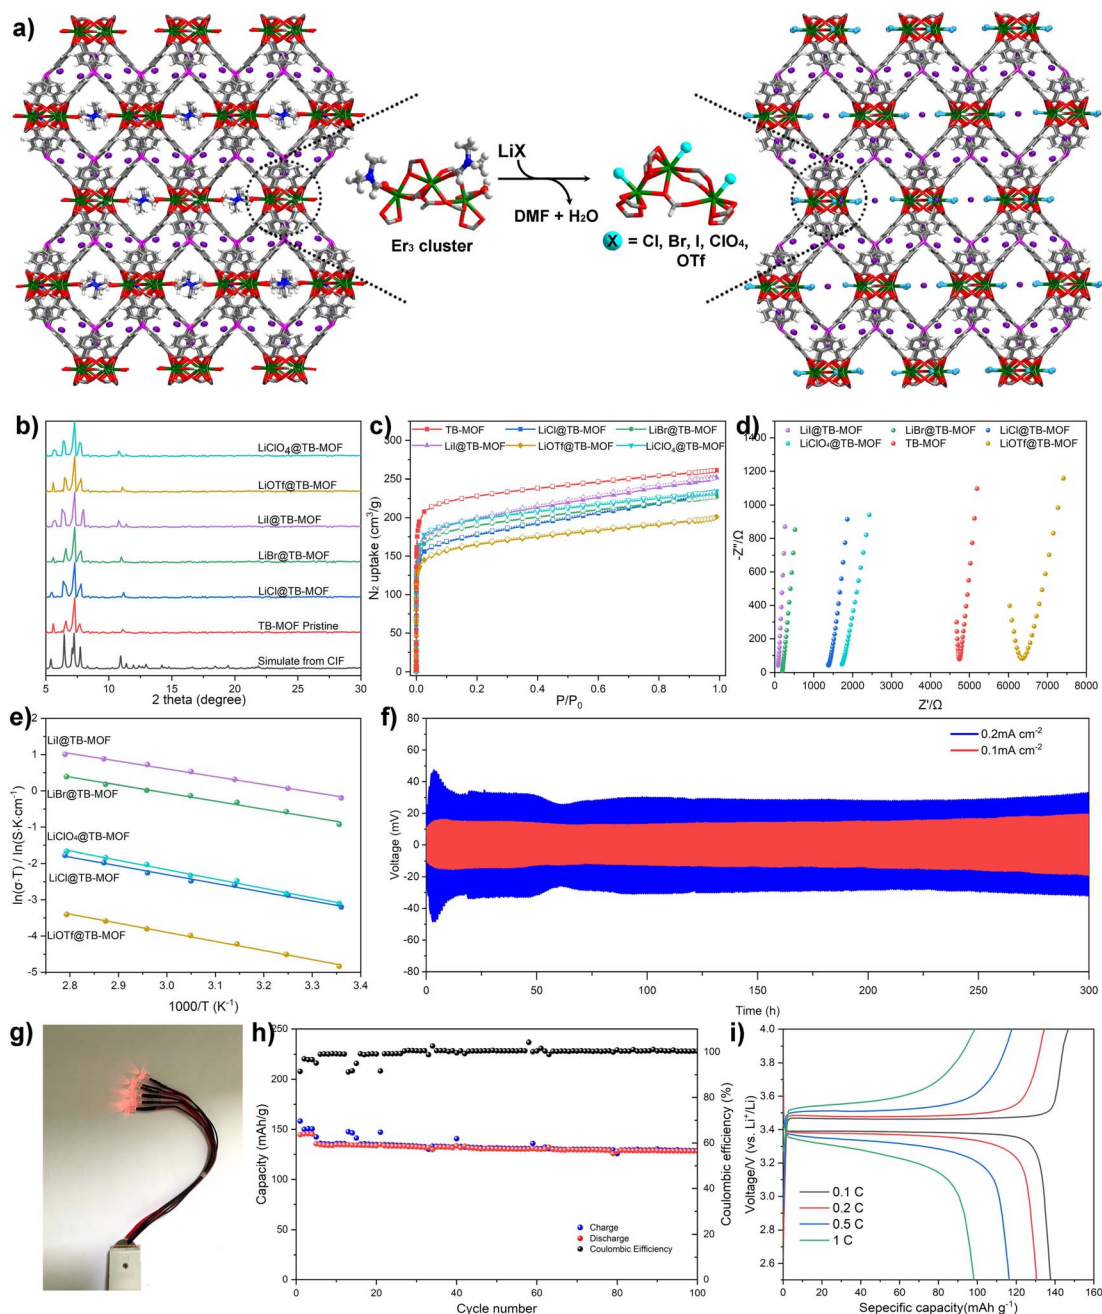 a)
LiX
DMF + H₂O
Er₃ cluster
X = Cl, Br, I, ClO₄,
OTf
b)
LiClO₄@TB-MOF
LiOTf@TB-MOF
LiI@TB-MOF
LiBr@TB-MOF
LiCl@TB-MOF
TB-MOF Pristine
Simulate from CIF
5 10 15 20 25 30
2 theta (degree)
c)
TB-MOF LiCl@TB-MOF LiBr@TB-MOF
LiI@TB-MOF LiOTf@TB-MOF LiClO₄@TB-MOF
N₂ uptake (cm³/g)
300
250
200
150
100
50
0
0.0 0.2 0.4 0.6 0.8 1.0
P/P₀
d)
LiI@TB-MOF LiBr@TB-MOF LiCl@TB-MOF
LiClO₄@TB-MOF TB-MOF LiOTf@TB-MOF
-Z''/Ω
1400
1200
1000
800
600
400
200
0
0 1000 2000 3000 4000 5000 6000 7000 8000
Z'/Ω
e)
LiI@TB-MOF
LiBr@TB-MOF
LiClO₄@TB-MOF
LiCl@TB-MOF
LiOTf@TB-MOF
ln(σ·T) / ln(S·K·cm⁻¹)
2
1
0
-1
-2
-3
-4
-5
2.8 2.9 3.0 3.1 3.2 3.3 3.4
1000/T (K⁻¹)
f)
0.2mA cm⁻²
0.1mA cm⁻²
Voltage (mV)
80
60
40
20
0
-20
-40
-60
-80
0 50 100 150 200 250 300
Time (h)
g)
h)
Capacity (mAh/g)
250
225
200
175
150
125
100
75
50
25
0
Charge
Discharge
Coulombic Eifficiency
0 20 40 60 80 100
Cycle number
100
80
60
40
20
0
Coulombic efficiency (%)
i)
Voltage/V (vs. Li⁺/Li)
4.0
3.8
3.6
3.4
3.2
3.0
2.8
2.6
0.1 C
0.2 C
0.5 C
1 C
0 20 40 60 80 100 120 140 160
Sepecific capacity(mAh g⁻¹)